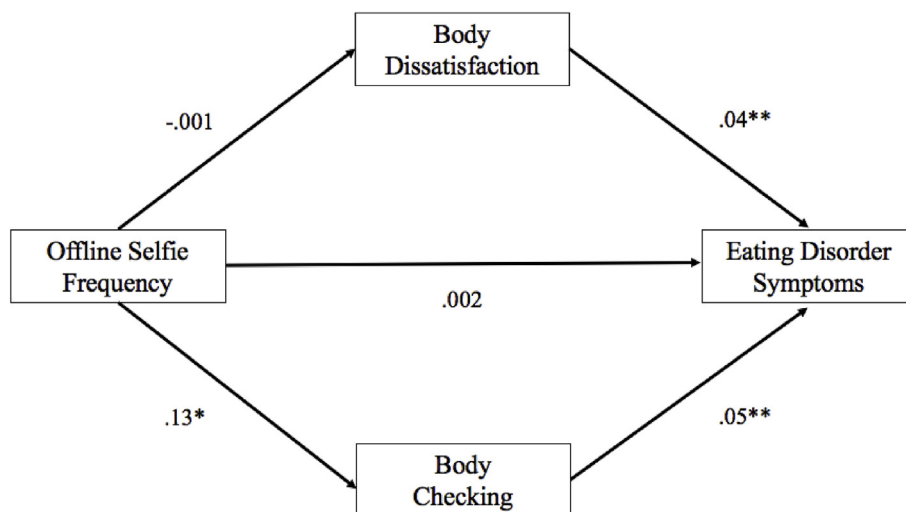 Body
Dissatisfaction
-.001
.04**
Offline Selfie
Frequency
Eating Disorder
Symptoms
.002
.13*
.05**
Body
Checking